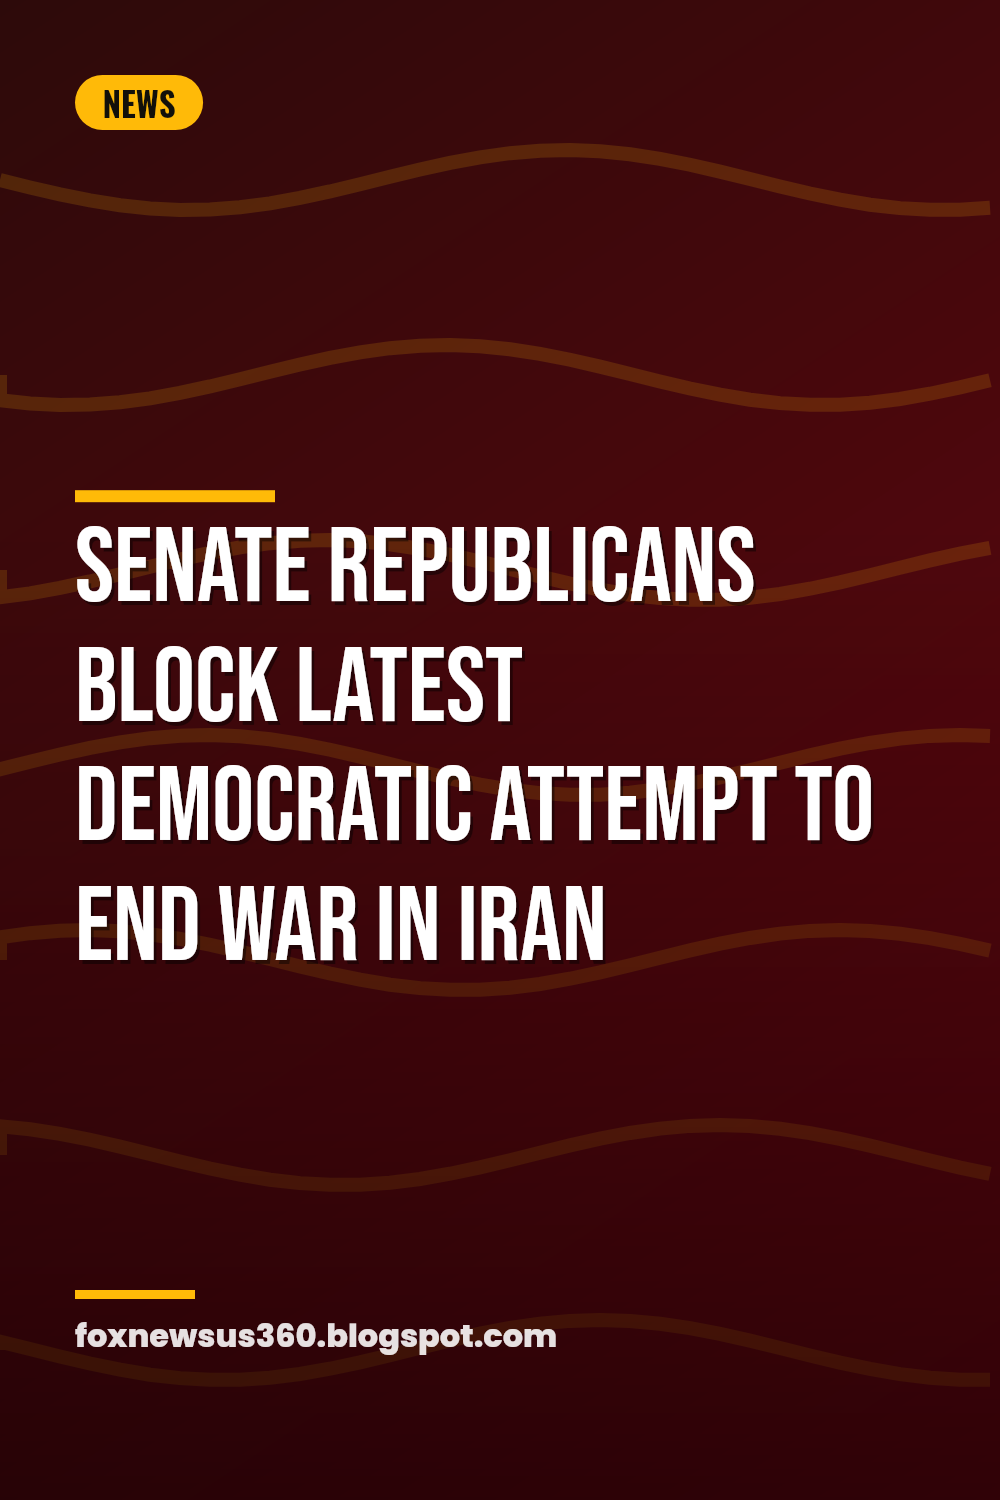 NEWS
SENATE REPUBLICANS
BLOCK LATEST
DEMOCRATIC ATTEMPT TO
END WAR IN IRAN
foxnewsus360.blogspot.com